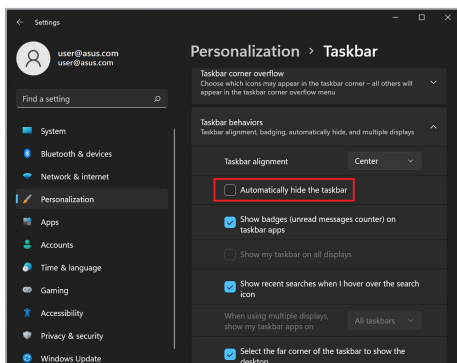 Settings
user@asus.com
user@asus.com
Find a setting
System
Bluetooth & devices
Network & internet
Personalization
Apps
Accounts
Time & language
Gaming
Accessibility
Privacy & security
Windows Update
Personalization > Taskbar
Taskbar corner overflow
Choose which icons may appear in the taskbar corner – all others will
appear in the taskbar corner overflow menu
Taskbar behaviors
Taskbar alignment, badging, automatically hide, and multiple displays
Taskbar alignment
Center
Automatically hide the taskbar
Show badges (unread messages counter) on
taskbar apps
Show my taskbar on all displays
Show recent searches when I hover over the search
icon
When using multiple displays,
show my taskbar apps on
All taskbars
Select the far corner of the taskbar to show the
desktop